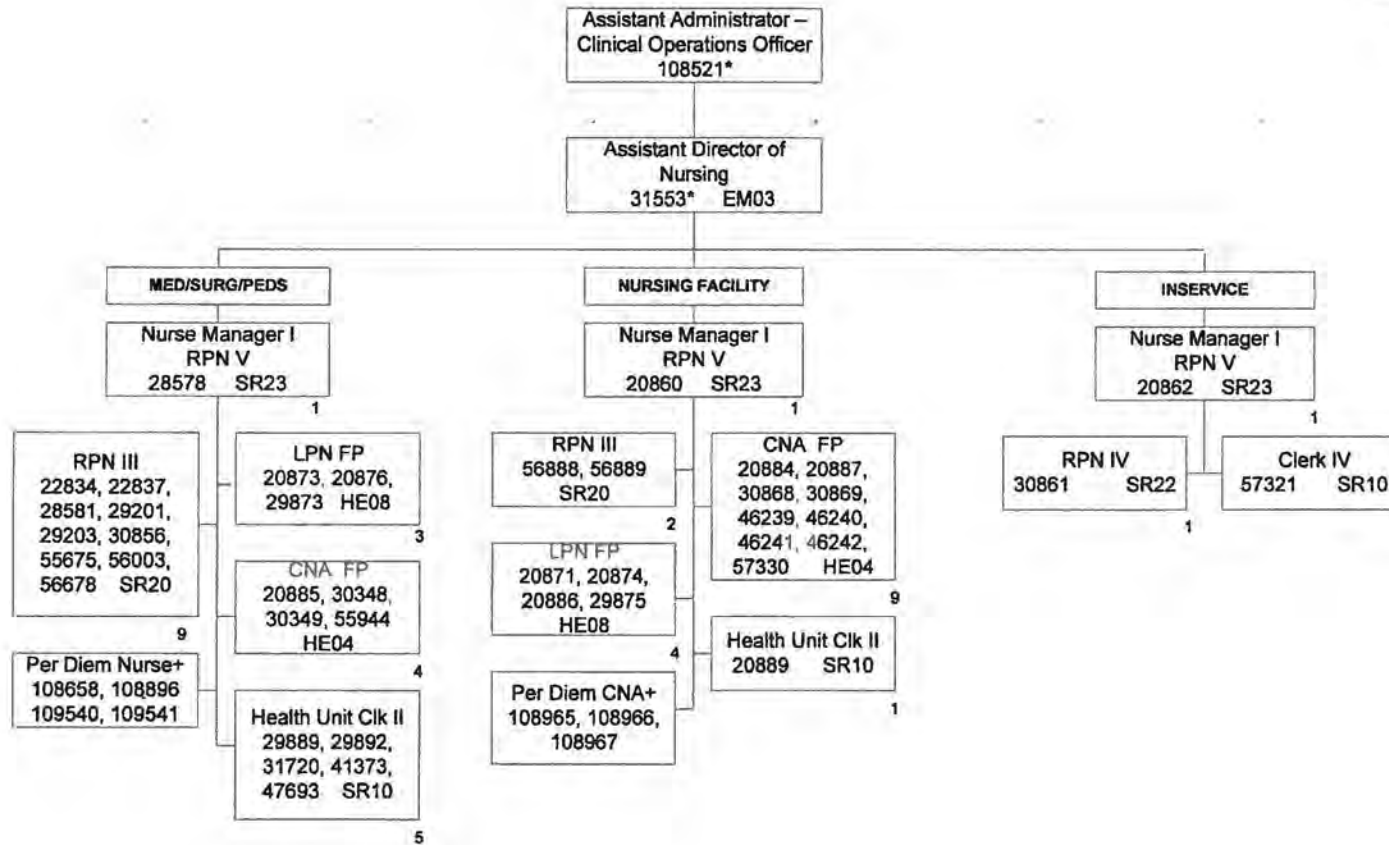 Assistant Administrator –
Clinical Operations Officer
108521*
Assistant Director of
Nursing
31553* EM03
MED/SURG/PEDS
Nurse Manager I
RPN V
28578 SR23
1
RPN III
22834, 22837,
28581, 29201,
29203, 30856,
55675, 56003,
56678 SR20
9
LPN FP
20873, 20876,
29873 HE08
3
CNA FP
20885, 30348,
30349, 55944
HE04
4
Per Diem Nurse+
108658, 108896
109540, 109541
Health Unit Clk II
29889, 29892,
31720, 41373,
47693 SR10
5
NURSING FACILITY
Nurse Manager I
RPN V
20860 SR23
1
RPN III
56888, 56889
SR20
2
CNA FP
20884, 20887,
30868, 30869,
46239, 46240,
46241, 46242,
57330 HE04
9
LPN FP
20871, 20874,
20886, 29875
HE08
4
Health Unit Clk II
20889 SR10
1
Per Diem CNA+
108965, 108966,
108967
INSERVICE
Nurse Manager I
RPN V
20862 SR23
1
RPN IV
30861 SR22
1
Clerk IV
57321 SR10